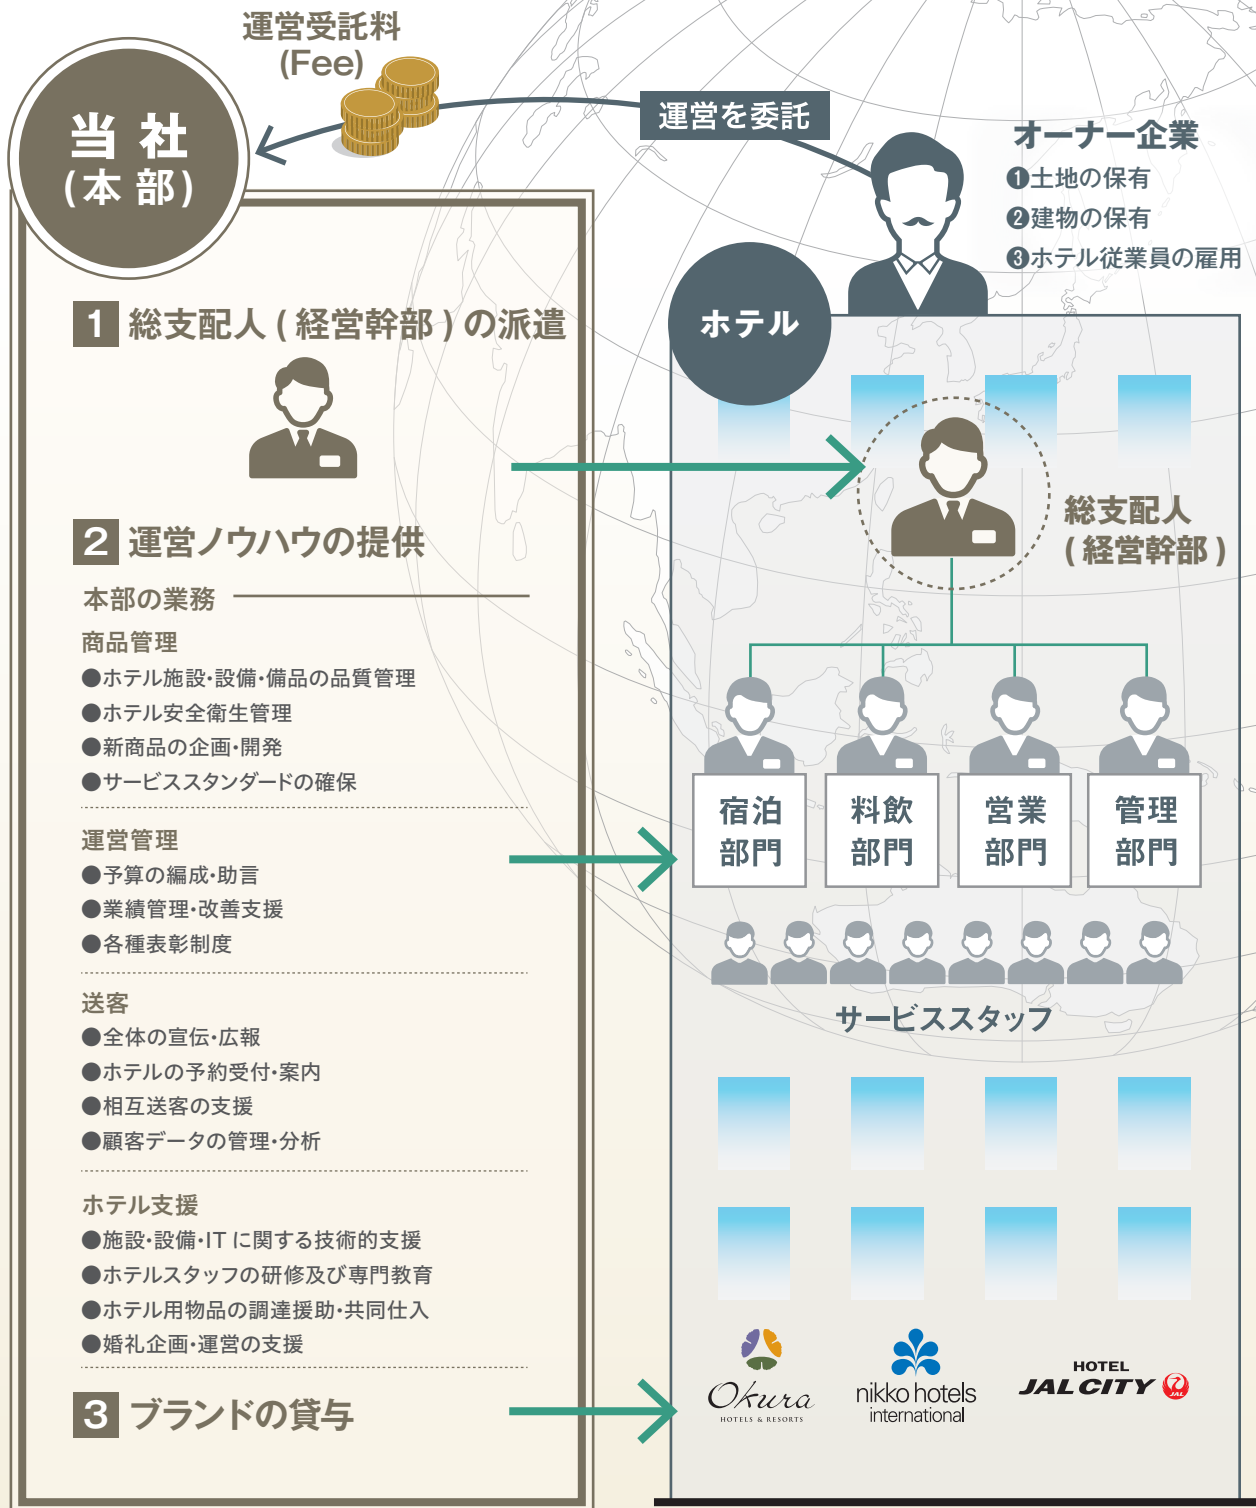 運営受託料
(Fee)
当社
(本部)
運営を委託
オーナー企業
❶土地の保有
❷建物の保有
❸ホテル従業員の雇用
1 総支配人(経営幹部)の派遣
2 運営ノウハウの提供
本部の業務
商品管理
●ホテル施設・設備・備品の品質管理
●ホテル安全衛生管理
●新商品の企画・開発
●サービススタンダードの確保
運営管理
●予算の編成・助言
●業績管理・改善支援
●各種表彰制度
送客
●全体の宣伝・広報
●ホテルの予約受付・案内
●相互送客の支援
●顧客データの管理・分析
ホテル支援
●施設・設備・ITに関する技術的支援
●ホテルスタッフの研修及び専門教育
●ホテル用物品の調達援助・共同仕入
●婚礼企画・運営の支援
3 ブランドの貸与
ホテル
総支配人
(経営幹部)
宿泊
部門
料飲
部門
営業
部門
管理
部門
サービススタッフ
Okura
HOTELS & RESORTS
nikko hotels
international
HOTEL
JAL CITY
JAL